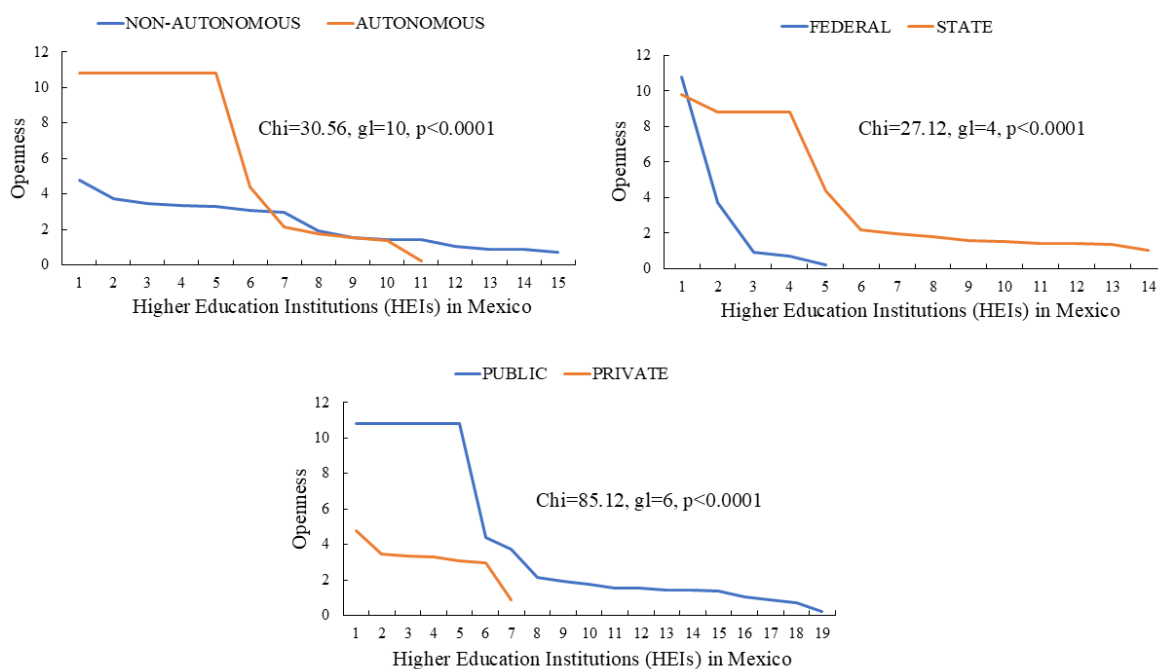 NON-AUTONOMOUS AUTONOMOUS
12
10
8
6
4
2
0
Openness
Chi=30.56, gl=10, p<0.0001
1 2 3 4 5 6 7 8 9 10 11 12 13 14 15
Higher Education Institutions (HEIs) in Mexico
FEDERAL STATE
12
10
8
6
4
2
0
Openness
Chi=27.12, gl=4, p<0.0001
1 2 3 4 5 6 7 8 9 10 11 12 13 14
Higher Education Institutions (HEIs) in Mexico
PUBLIC PRIVATE
12
10
8
6
4
2
0
Openness
Chi=85.12, gl=6, p<0.0001
1 2 3 4 5 6 7 8 9 10 11 12 13 14 15 16 17 18 19
Higher Education Institutions (HEIs) in Mexico